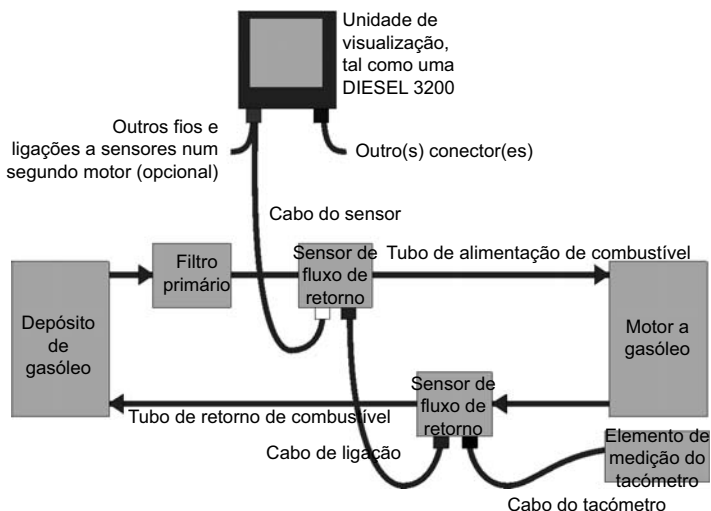 Unidade de
visualização,
tal como uma
DIESEL 3200
Outros fios e
ligações a sensores num
segundo motor (opcional)
Outro(s) conector(es)
Cabo do sensor
Filtro
primário
Sensor de
fluxo de
retorno
Tubo de alimentação de combustível
Depósito
de
gasóleo
Motor a
gasóleo
Sensor de
fluxo de
retorno
Tubo de retorno de combustível
Cabo de ligação
Elemento de
medição do
tacómetro
Cabo do tacómetro